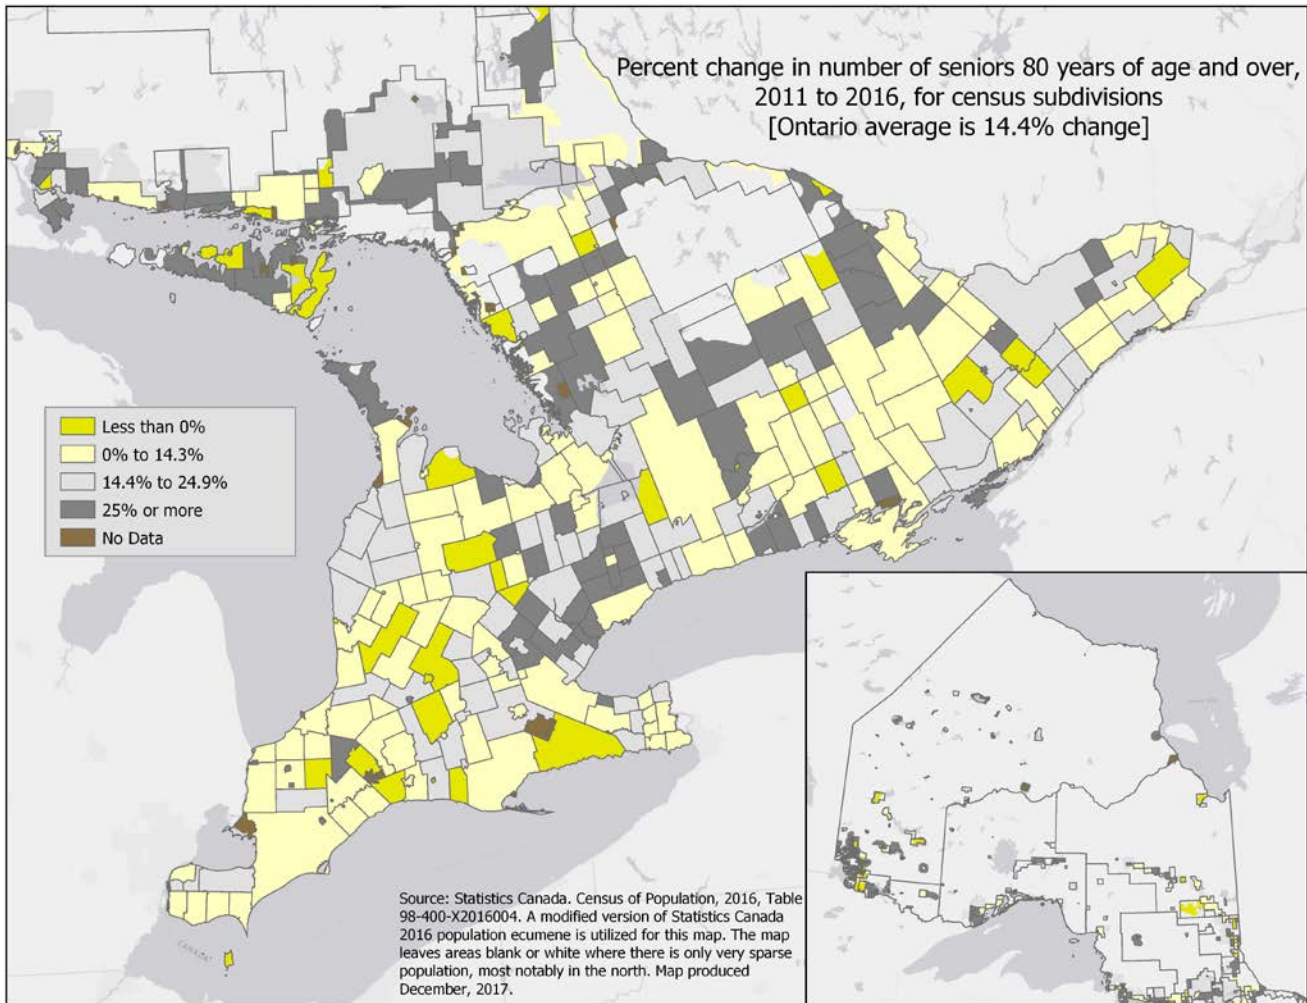 Percent change in number of seniors 80 years of age and over,
2011 to 2016, for census subdivisions
[Ontario average is 14.4% change]
Less than 0%
0% to 14.3%
14.4% to 24.9%
25% or more
No Data
Source: Statistics Canada. Census of Population, 2016, Table
98-400-X2016004. A modified version of Statistics Canada
2016 population ecumene is utilized for this map. The map
leaves areas blank or white where there is only very sparse
population, most notably in the north. Map produced
December, 2017.